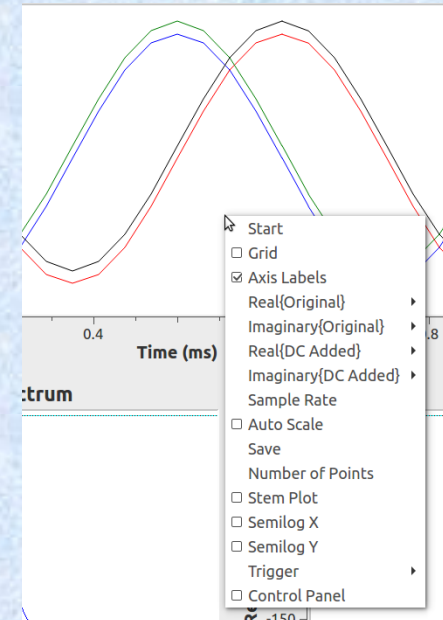 Start
Grid
Axis Labels
Real{Original}
Imaginary{Original}
0.4
0.8
Time (ms)
Real{DC Added}
Imaginary{DC Added}
ctrum
Sample Rate
Auto Scale
Save
Number of Points
Stem Plot
Semilog X
Semilog Y
Trigger
Control Panel
-150